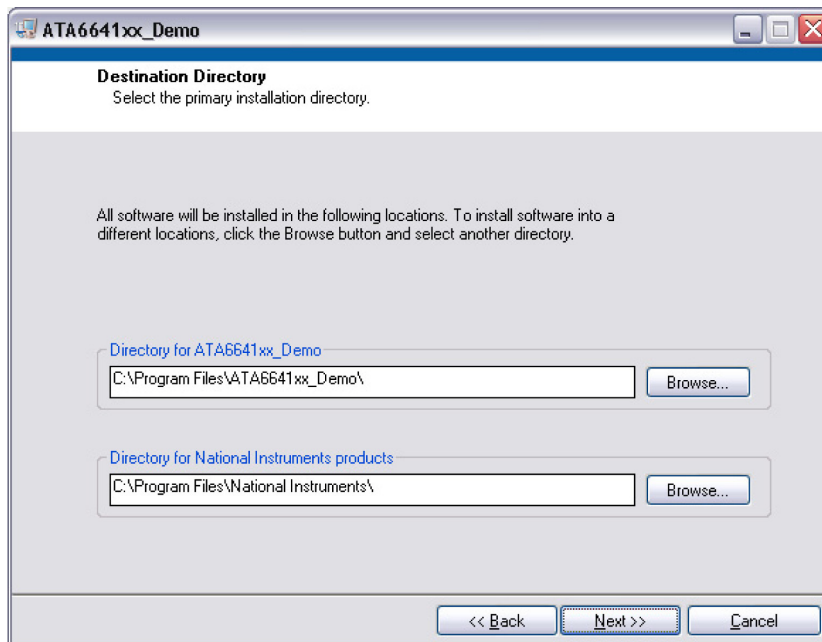 ATA6641xx_Demo
Destination Directory
Select the primary installation directory.
All software will be installed in the following locations. To install software into a
different locations, click the Browse button and select another directory.
Directory for ATA6641xx_Demo
C:\Program Files\ATA6641xx_Demo\
Browse...
Directory for National Instruments products
C:\Program Files\National Instruments\
Browse...
<< Back
Next >>
Cancel